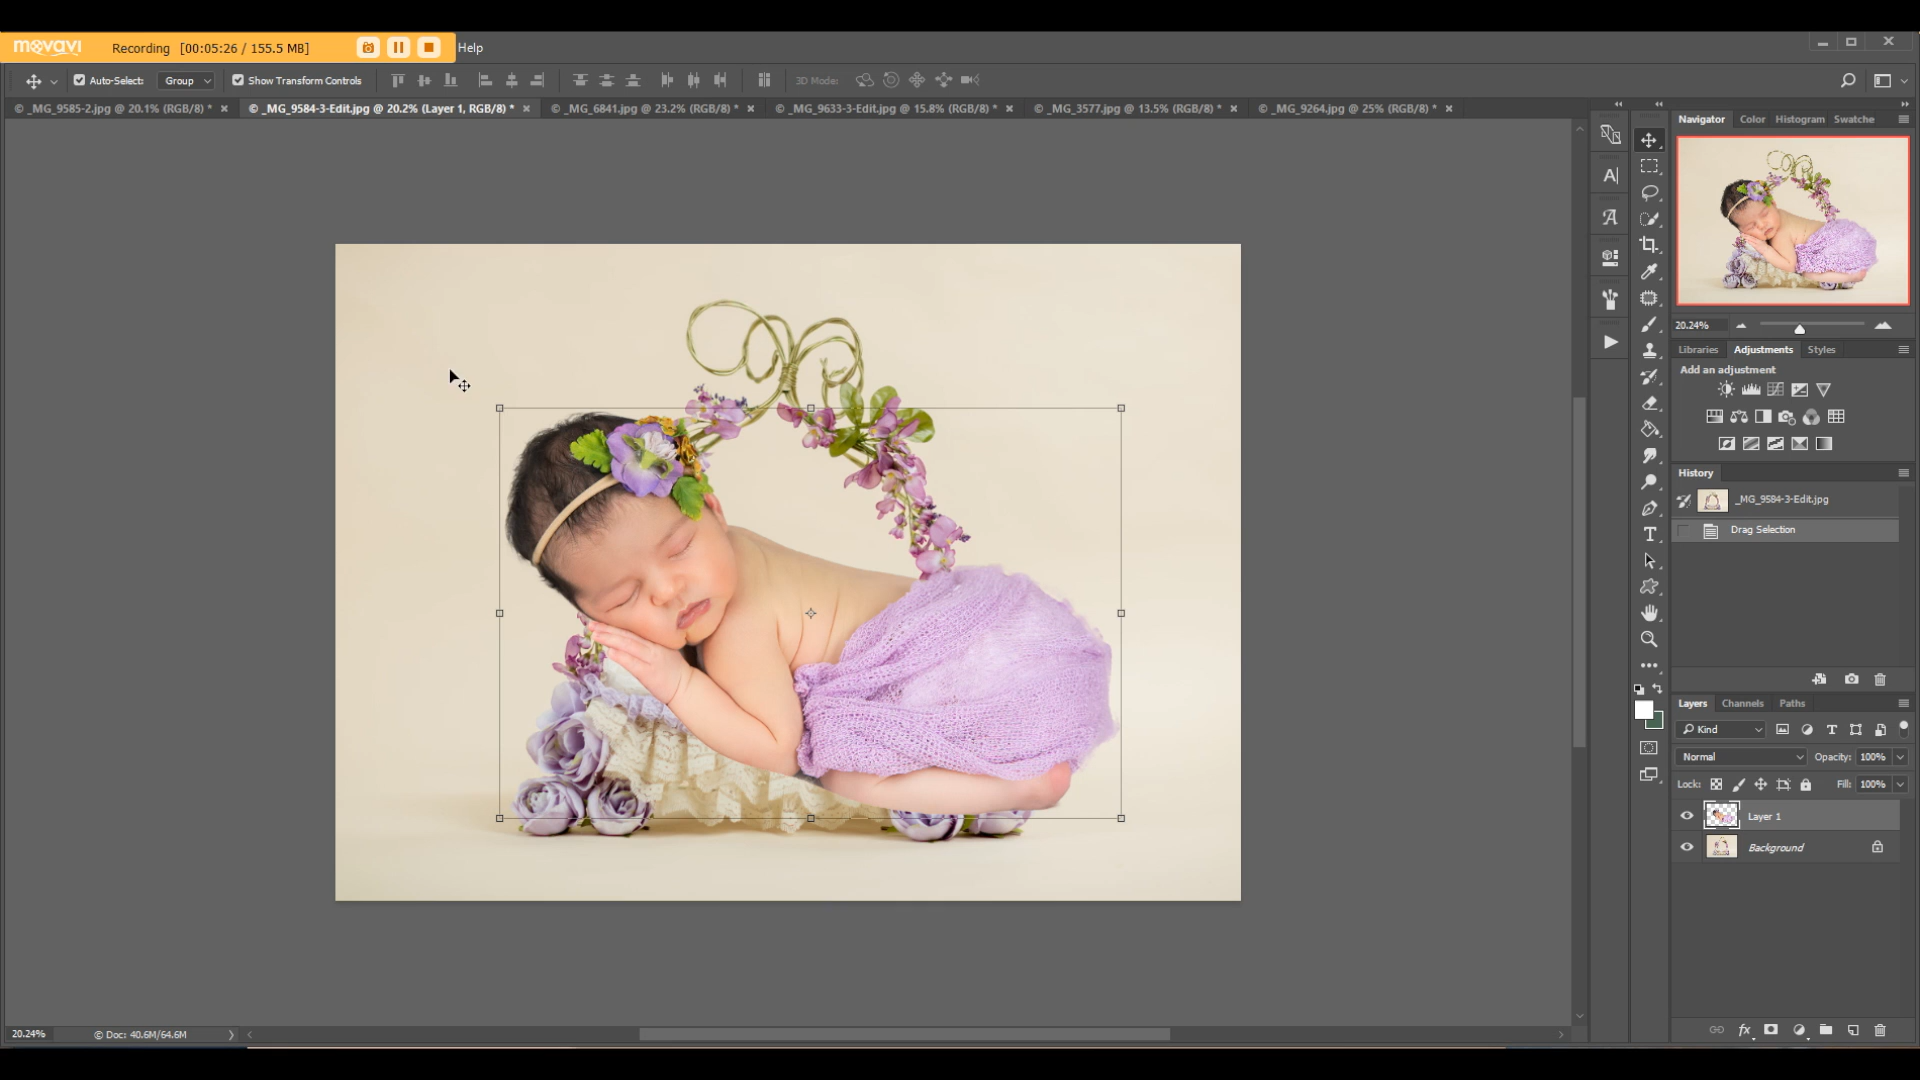 movavi Recording [00:05:26 / 155.5 MB] Help
Auto-Select: Group Show Transform Controls 3D Mode:
© _MG_9585-2.jpg @ 20.1% (RGB/8) * × © _MG_9584-3-Edit.jpg @ 20.2% (Layer 1, RGB/8) * × © _MG_6841.jpg @ 23.2% (RGB/8) * × © _MG_9633-3-Edit.jpg @ 15.8% (RGB/8) * × © _MG_3577.jpg @ 13.5% (RGB/8) * × © _MG_9264.jpg @ 25% (RGB/8) * ×
Navigator Color Histogram Swatche
20.24%
Libraries Adjustments Styles
Add an adjustment
History
_MG_9584-3-Edit.jpg
Drag Selection
Layers Channels Paths
Kind
Normal Opacity: 100%
Lock: Fill: 100%
Layer 1
Background
fx
20.24% © Doc: 40.6M/64.6M